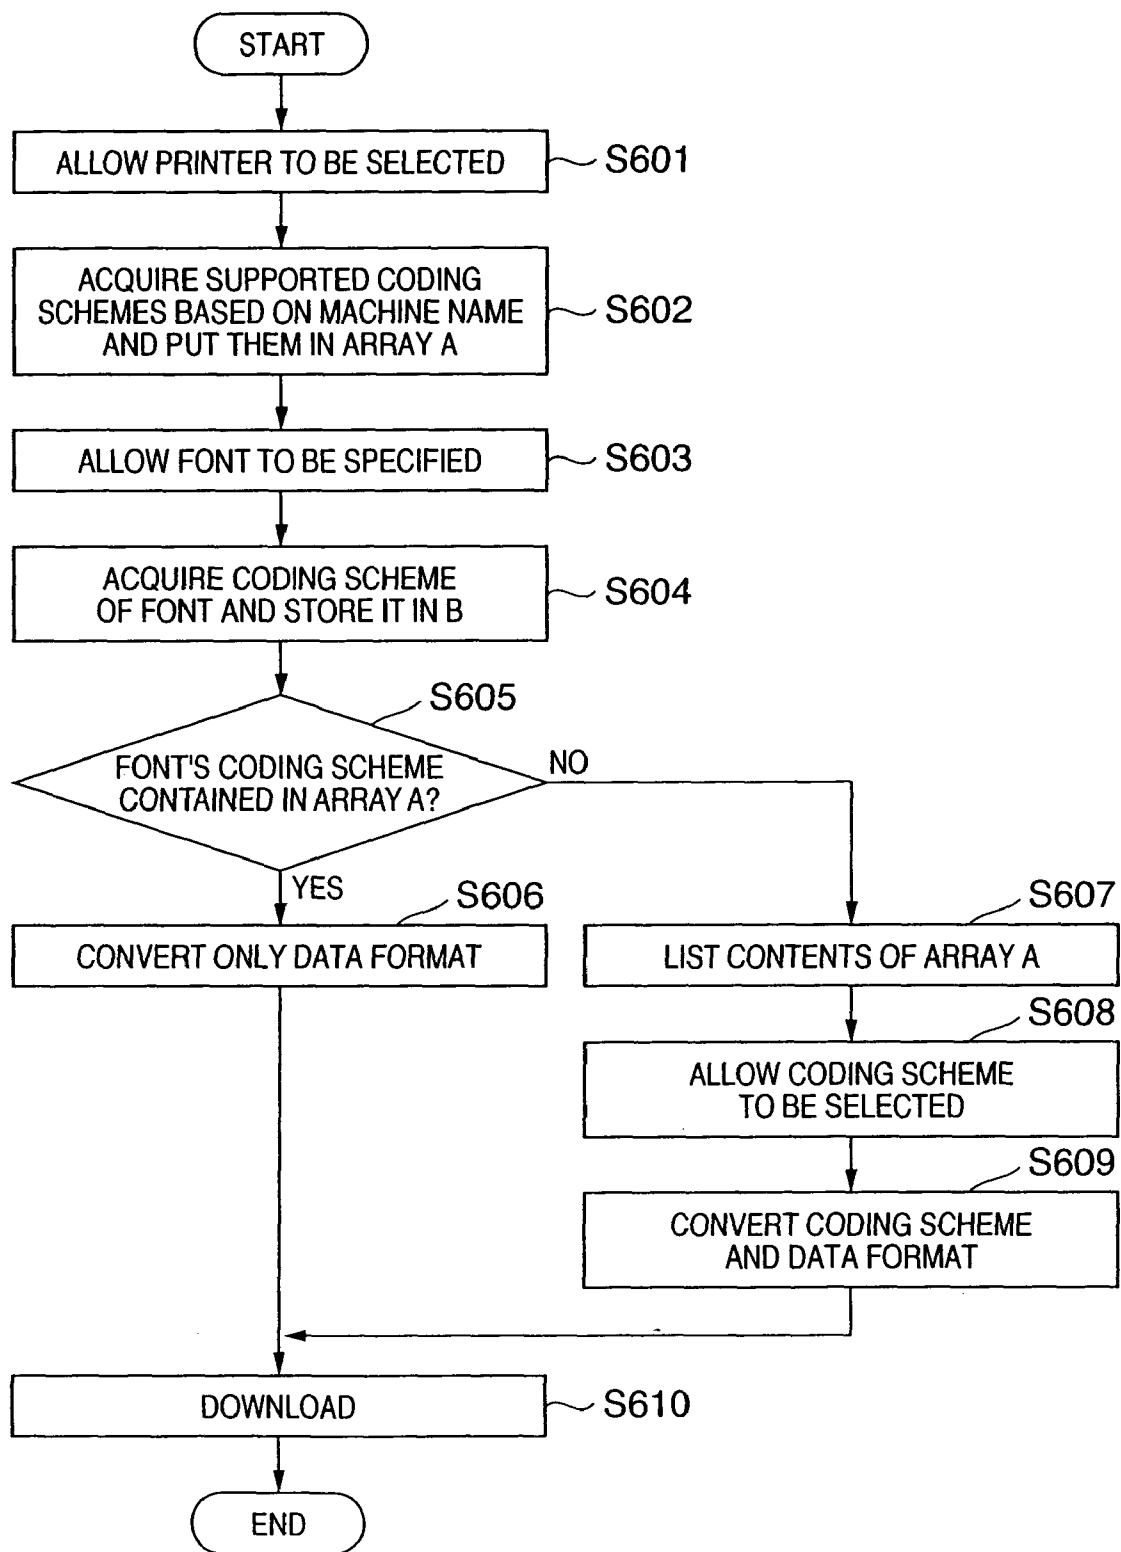 START
ALLOW PRINTER TO BE SELECTED
S601
ACQUIRE SUPPORTED CODING
SCHEMES BASED ON MACHINE NAME
AND PUT THEM IN ARRAY A
S602
ALLOW FONT TO BE SPECIFIED
S603
ACQUIRE CODING SCHEME
OF FONT AND STORE IT IN B
S604
S605
FONT'S CODING SCHEME
CONTAINED IN ARRAY A?
NO
YES
S606
CONVERT ONLY DATA FORMAT
S607
LIST CONTENTS OF ARRAY A
S608
ALLOW CODING SCHEME
TO BE SELECTED
S609
CONVERT CODING SCHEME
AND DATA FORMAT
DOWNLOAD
S610
END